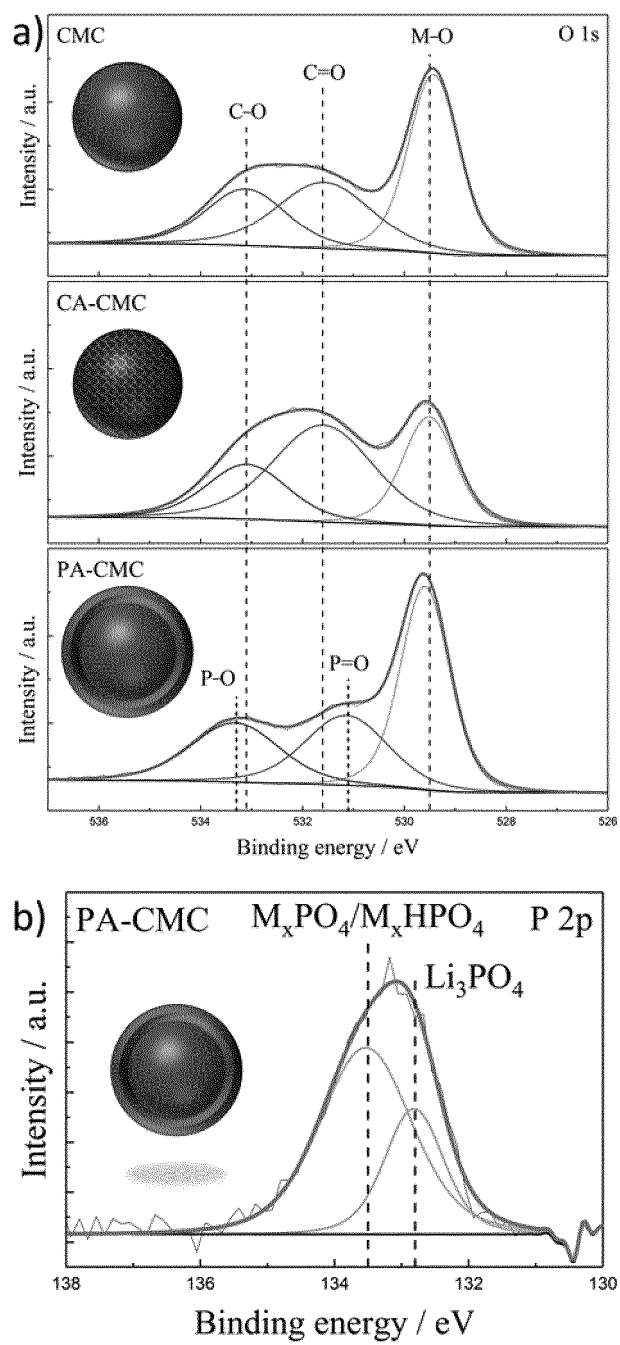 a)
CMC
M-O
O 1s
C=O
C-O
Intensity / a.u.
CA-CMC
Intensity / a.u.
PA-CMC
P-O
P=O
Intensity / a.u.
536 534 532 530 528 526
Binding energy / eV
b)
PA-CMC
MₓPO₄/MₓHPO₄
P 2p
Li₃PO₄
Intensity / a.u.
138 136 134 132 130
Binding energy / eV